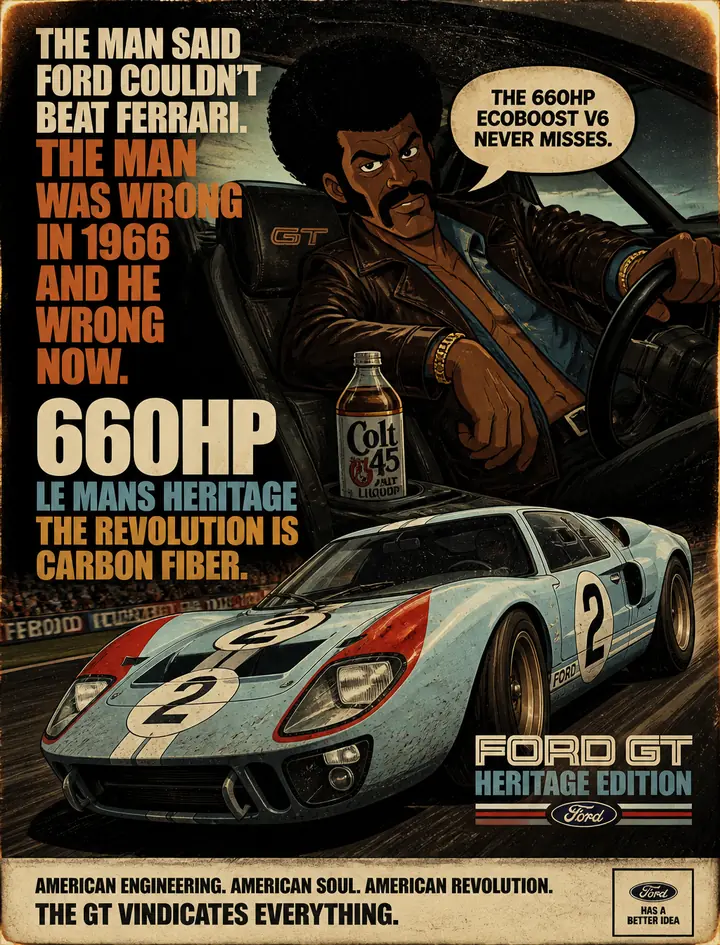 THE MAN SAID
FORD COULDN'T
BEAT FERRARI.
THE MAN
WAS WRONG
IN 1966
AND HE
WRONG
NOW.
THE 660HP
ECOBOOST V6
NEVER MISSES.
GT
Colt
45
MALT
LIQUOR
660HP
LE MANS HERITAGE
THE REVOLUTION IS
CARBON FIBER.
2
2
2
FORD
FORD GT
HERITAGE EDITION
Ford
AMERICAN ENGINEERING. AMERICAN SOUL. AMERICAN REVOLUTION.
THE GT VINDICATES EVERYTHING.
Ford
HAS A
BETTER IDEA